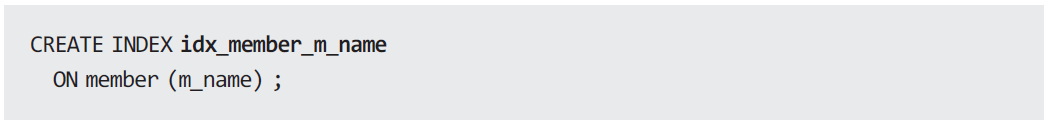 CREATE INDEX idx_member_m_name
ON member (m_name) ;